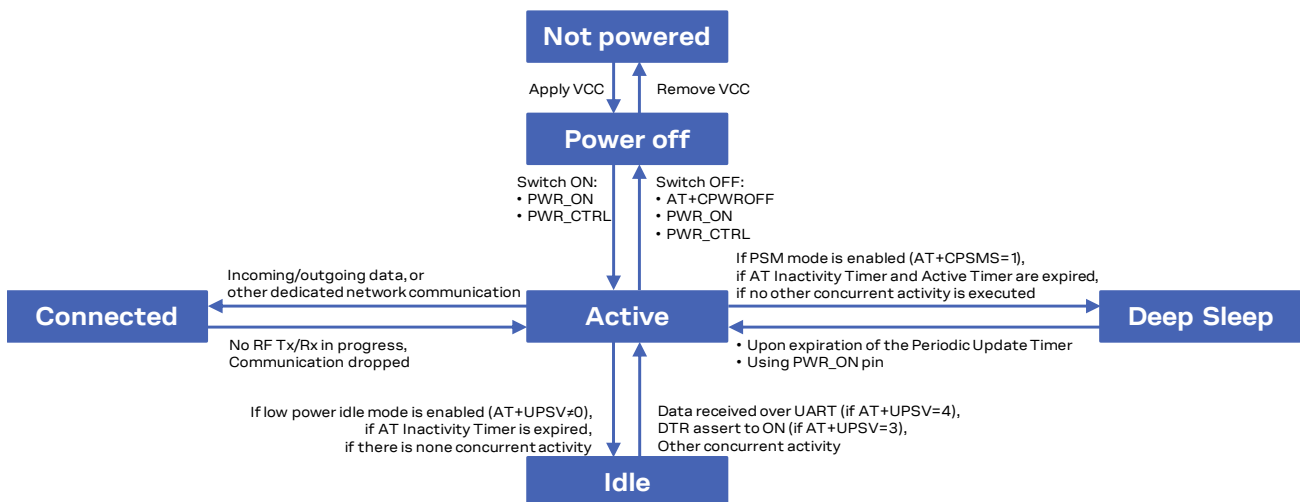 Not powered
Apply VCC
Remove VCC
Power off
Switch ON:
• PWR_ON
• PWR_CTRL
Switch OFF:
• AT+CPWROFF
• PWR_ON
• PWR_CTRL
Incoming/outgoing data, or
other dedicated network communication
If PSM mode is enabled (AT+CPSMS=1),
if AT Inactivity Timer and Active Timer are expired,
if no other concurrent activity is executed
Connected
Active
Deep Sleep
No RF Tx/Rx in progress,
Communication dropped
• Upon expiration of the Periodic Update Timer
• Using PWR_ON pin
If low power idle mode is enabled (AT+UPSV≠0),
if AT Inactivity Timer is expired,
if there is none concurrent activity
Data received over UART (if AT+UPSV=4),
DTR assert to ON (if AT+UPSV=3),
Other concurrent activity
Idle